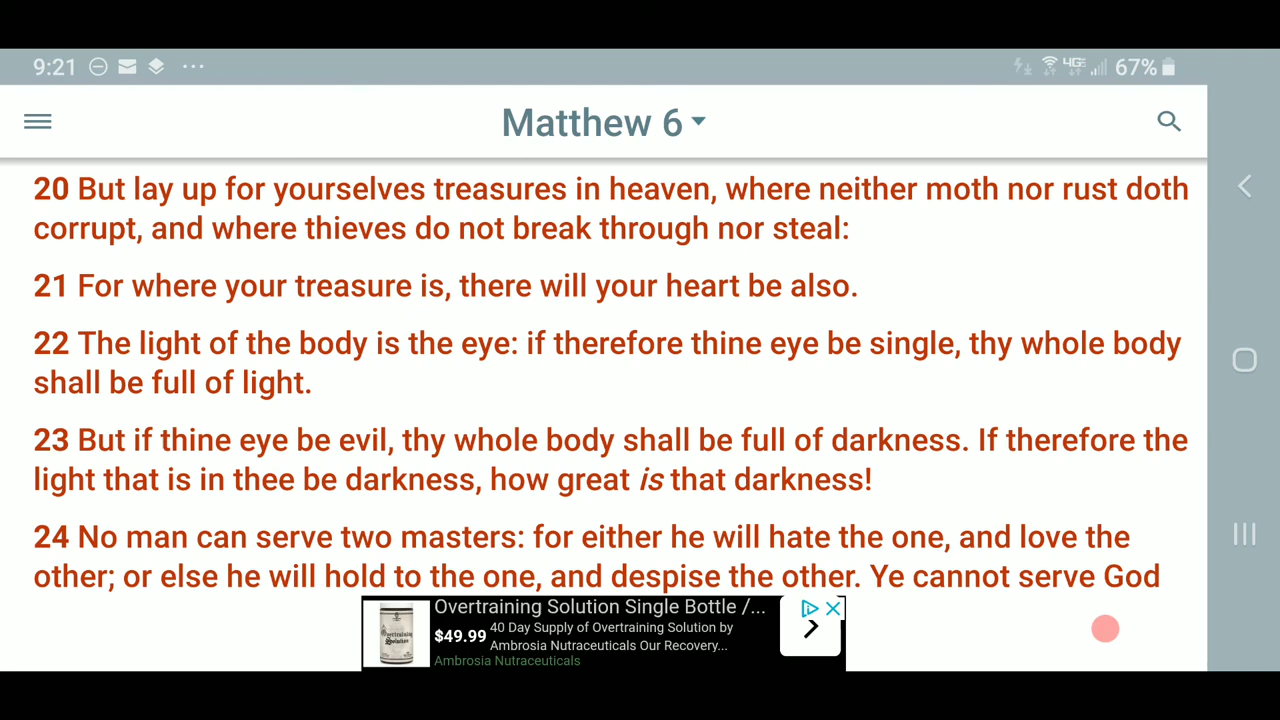 9:21 ... 4GE 67%
Matthew 6
20 But lay up for yourselves treasures in heaven, where neither moth nor rust doth
corrupt, and where thieves do not break through nor steal:
21 For where your treasure is, there will your heart be also.
22 The light of the body is the eye: if therefore thine eye be single, thy whole body
shall be full of light.
23 But if thine eye be evil, thy whole body shall be full of darkness. If therefore the
light that is in thee be darkness, how great is that darkness!
24 No man can serve two masters: for either he will hate the one, and love the
other; or else he will hold to the one, and despise the other. Ye cannot serve God
Overtraining Solution Single Bottle /...
$49.99 40 Day Supply of Overtraining Solution by
Ambrosia Nutraceuticals Our Recovery...
Ambrosia Nutraceuticals
Overtraining
Solution